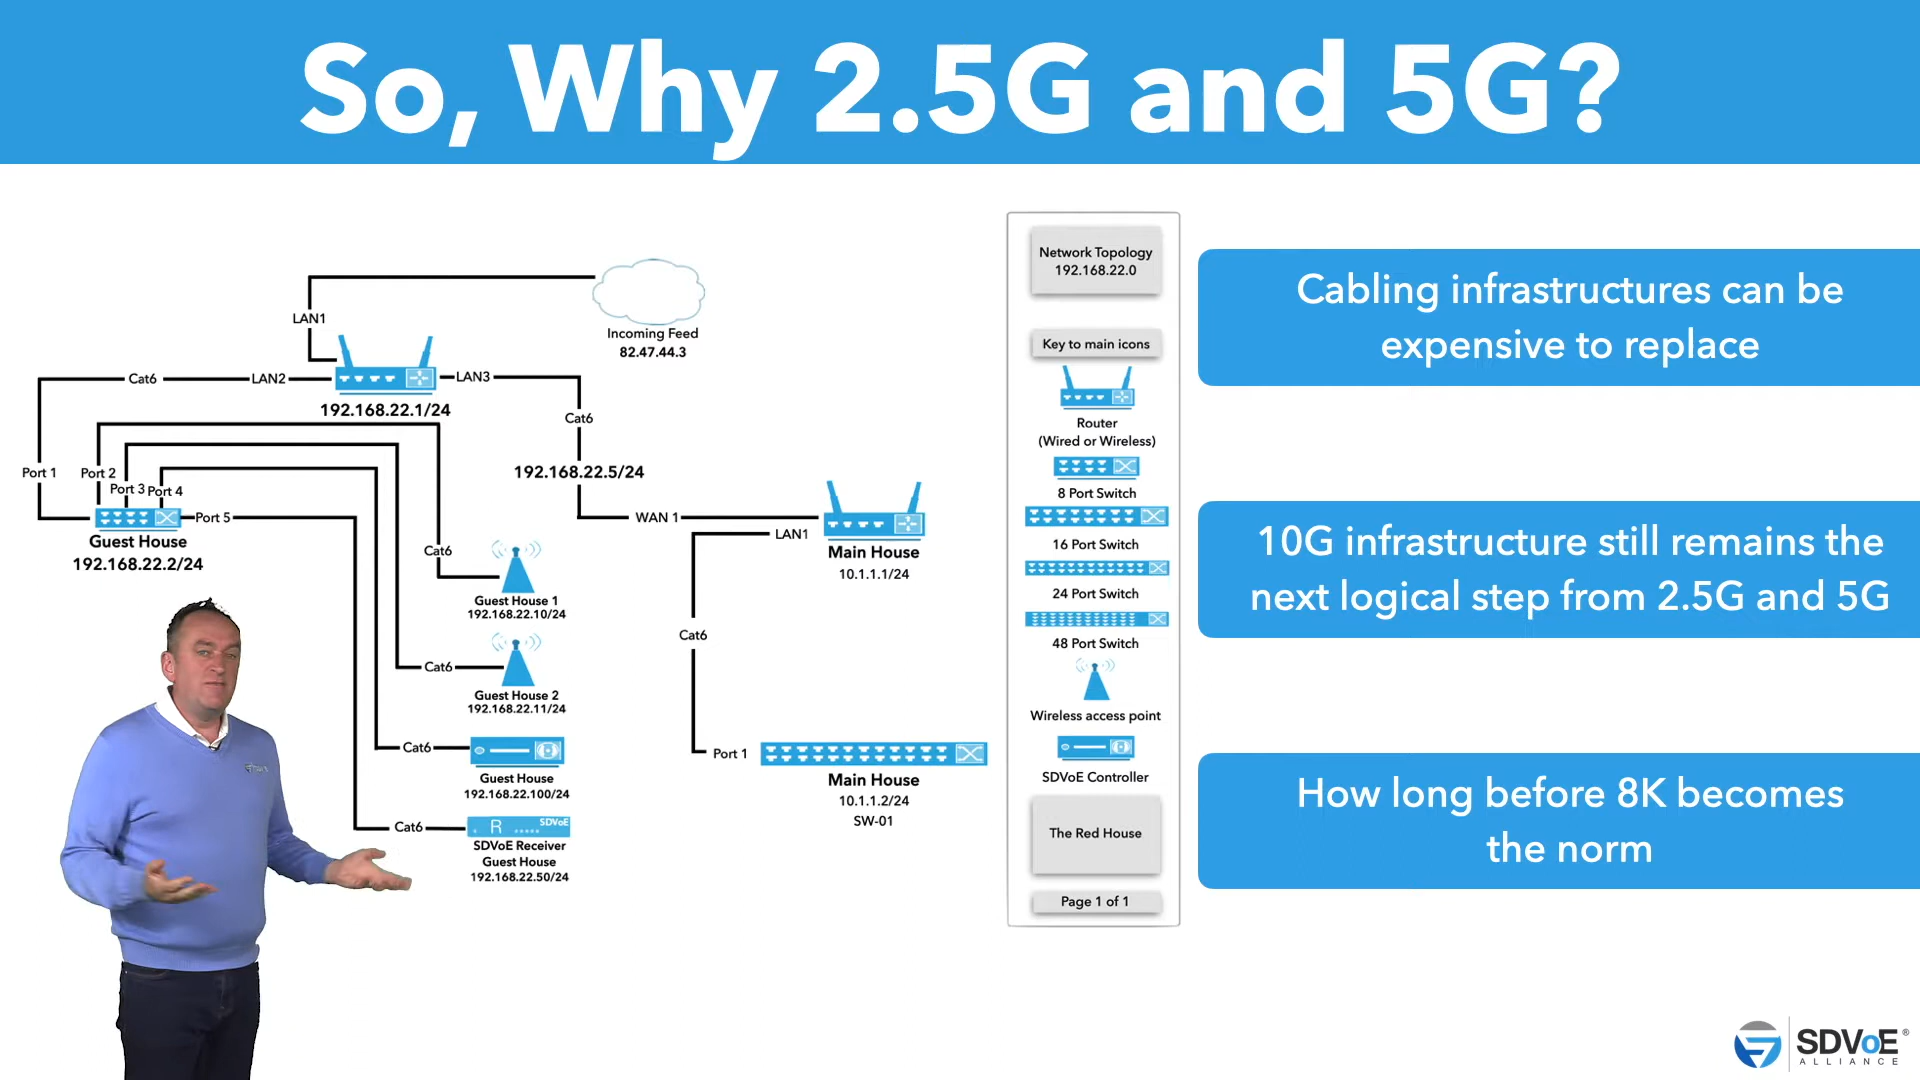 So, Why 2.5G and 5G?
Incoming Feed
82.47.44.3
LAN1
Cat6
LAN2
LAN3
192.168.22.1/24
Cat6
192.168.22.5/24
Port 1
Port 2
Port 3
Port 4
Port 5
Guest House
192.168.22.2/24
WAN 1
LAN1
Main House
10.1.1.1/24
Cat6
Guest House 1
192.168.22.10/24
Cat6
Guest House 2
192.168.22.11/24
Cat6
Guest House
192.168.22.100/24
Cat6
R
SDVoE
SDVoE Receiver
Guest House
192.168.22.50/24
Cat6
Port 1
Main House
10.1.1.2/24
SW-01
Network Topology
192.168.22.0
Key to main icons
Router
(Wired or Wireless)
8 Port Switch
16 Port Switch
24 Port Switch
48 Port Switch
Wireless access point
SDVoE Controller
The Red House
Page 1 of 1
Cabling infrastructures can be
expensive to replace
10G infrastructure still remains the
next logical step from 2.5G and 5G
How long before 8K becomes
the norm
SDVoE®
ALLIANCE